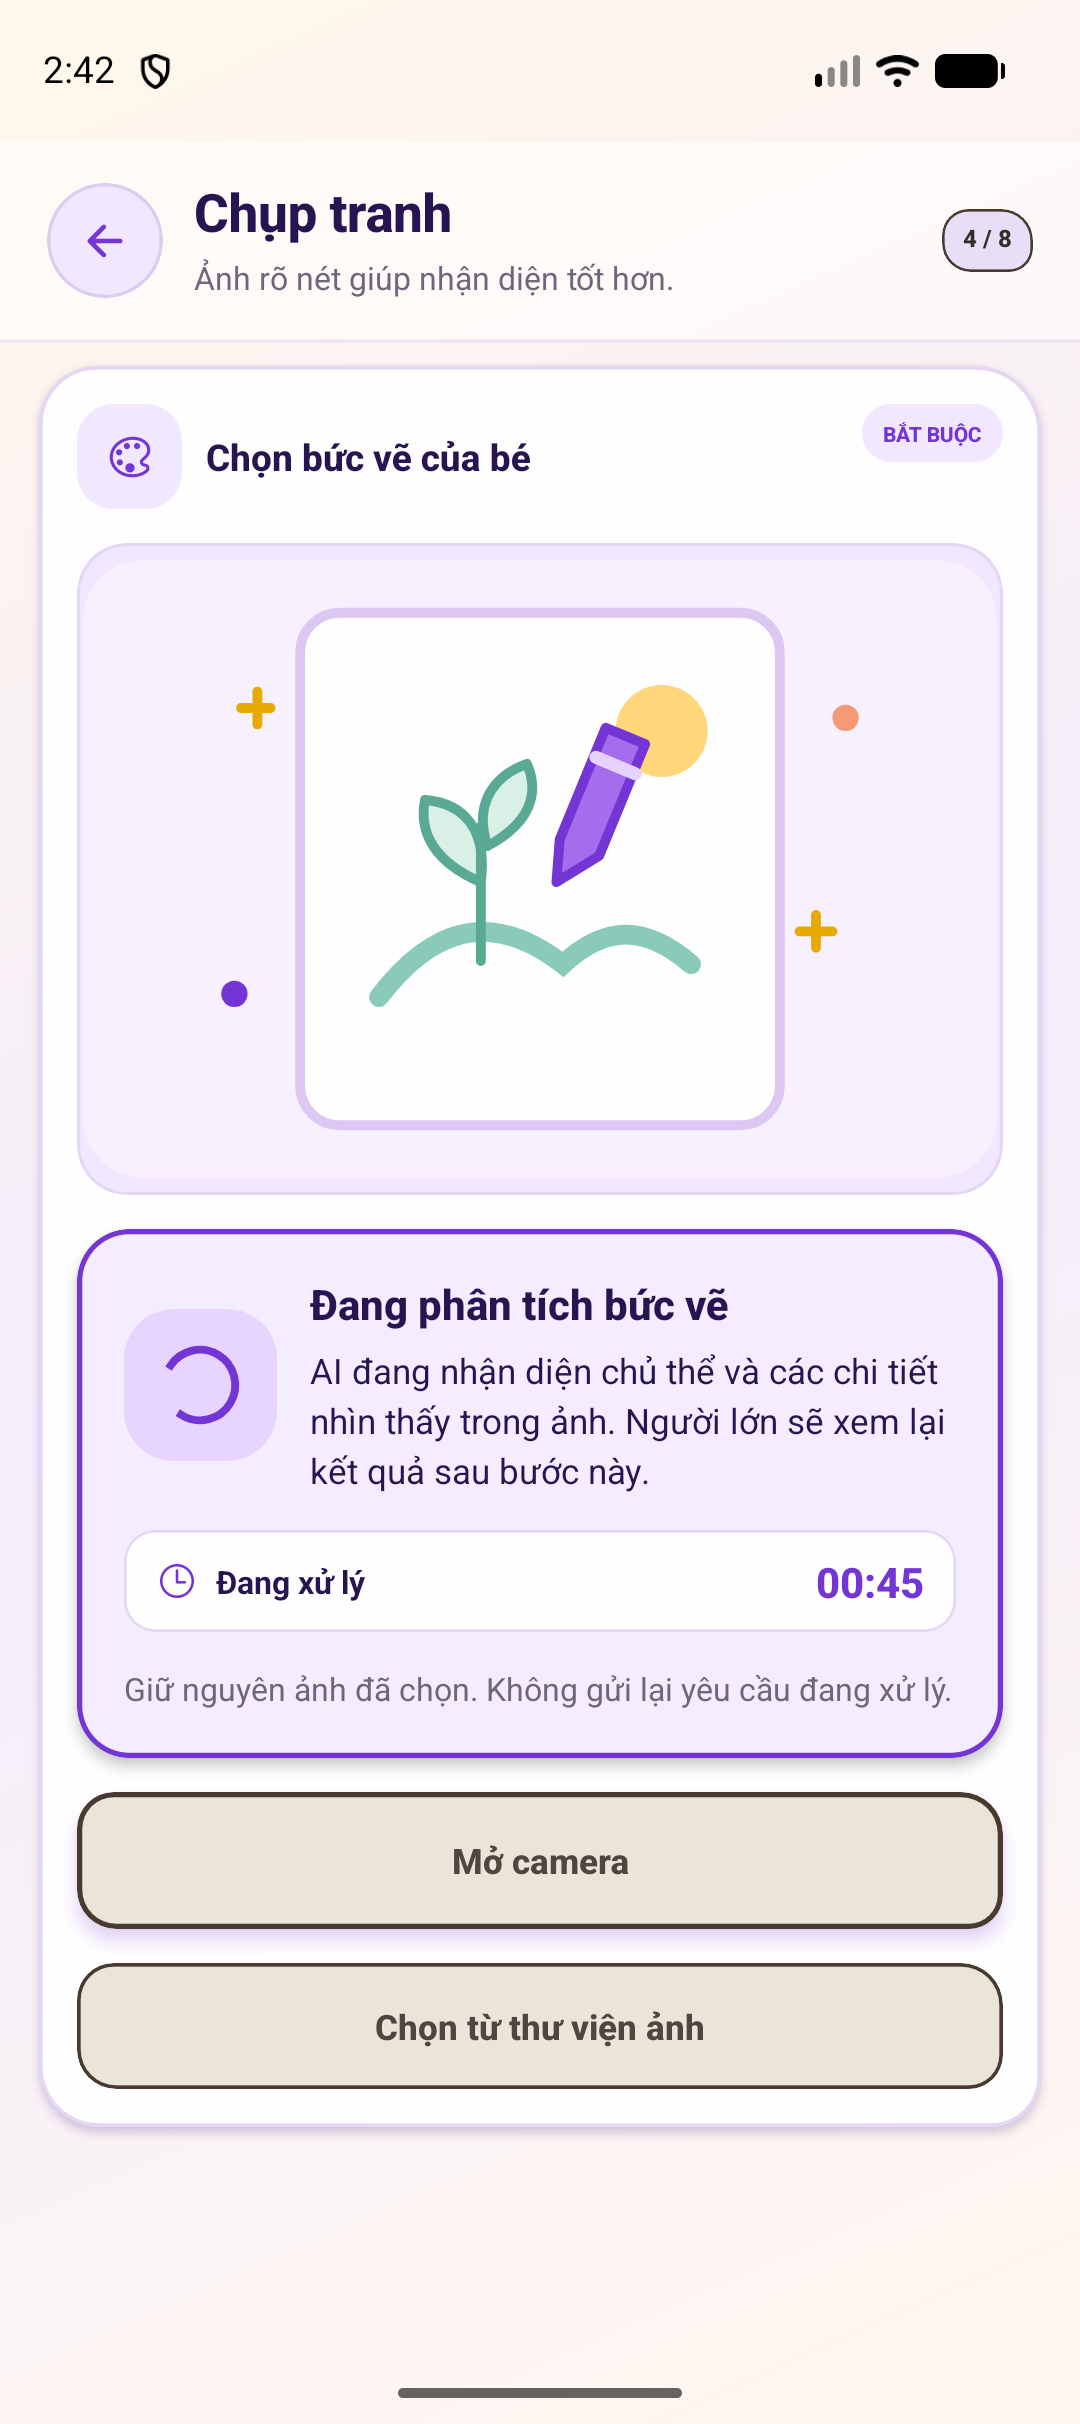 2:42
Chụp tranh
Ảnh rõ nét giúp nhận diện tốt hơn.
4 / 8
Chọn bức vẽ của bé
BẮT BUỘC
Đang phân tích bức vẽ
AI đang nhận diện chủ thể và các chi tiết
nhìn thấy trong ảnh. Người lớn sẽ xem lại
kết quả sau bước này.
Đang xử lý
00:45
Giữ nguyên ảnh đã chọn. Không gửi lại yêu cầu đang xử lý.
Mở camera
Chọn từ thư viện ảnh